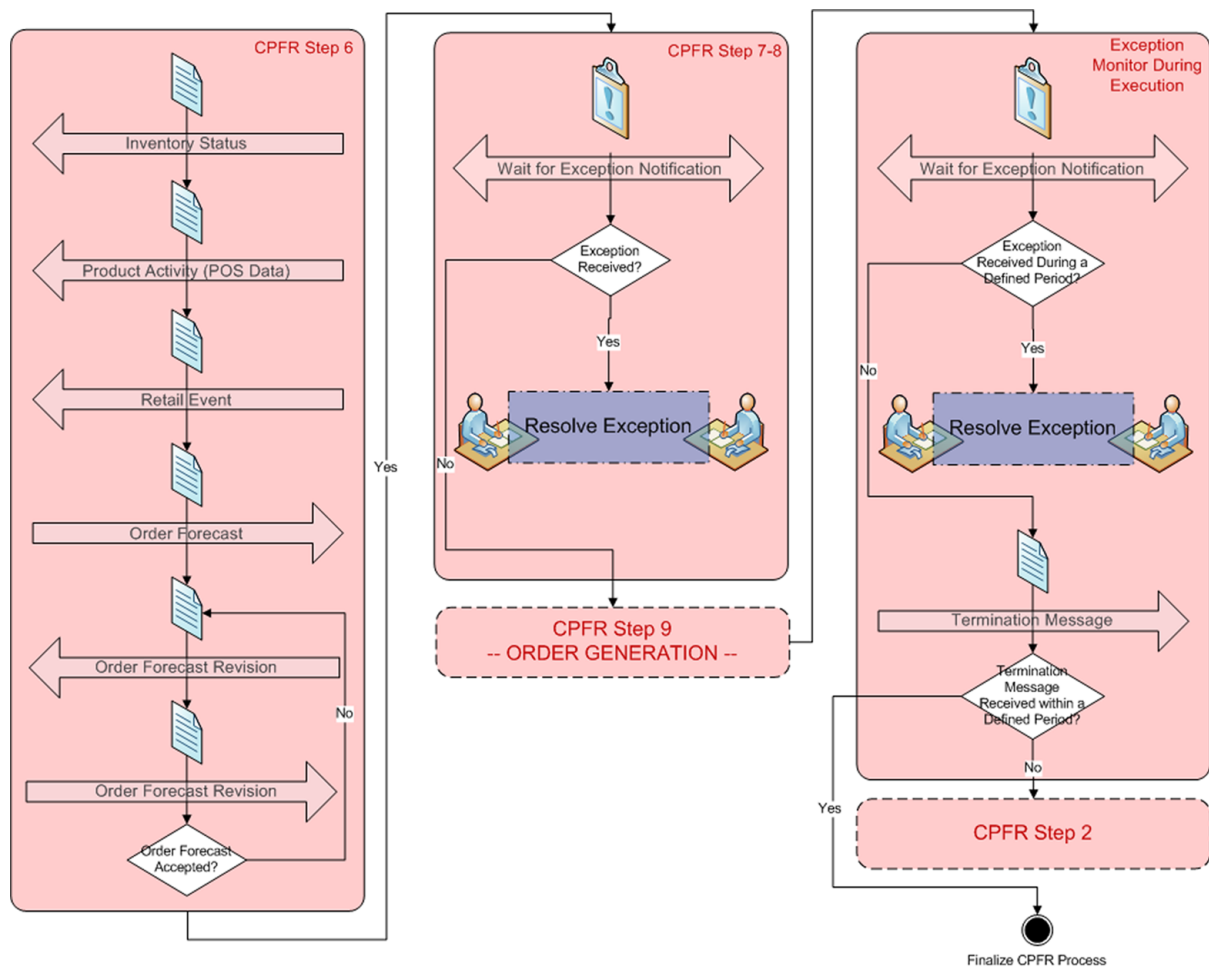 CPFR Step 6
Inventory Status
Product Activity (POS Data)
Retail Event
Order Forecast
Order Forecast Revision
No
Order Forecast Revision
Order Forecast
Accepted?
Yes
CPFR Step 7-8
Wait for Exception Notification
Exception
Received?
Yes
Resolve Exception
No
CPFR Step 9
-- ORDER GENERATION --
Exception
Monitor During
Execution
Wait for Exception Notification
Exception
Received During a
Defined Period?
Yes
No
Resolve Exception
Termination Message
Termination
Message
Received within a
Defined Period?
No
Yes
CPFR Step 2
Finalize CPFR Process